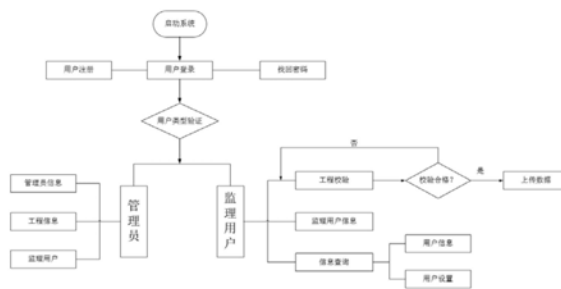 启动系统
用户注册
用户登录
找回密码
用户类型验证
否
管理员信息
工程信息
监理用户
管理员
监理用户
工程校验
校验合格?
是
上传数据
监理用户信息
信息查询
用户信息
用户设置